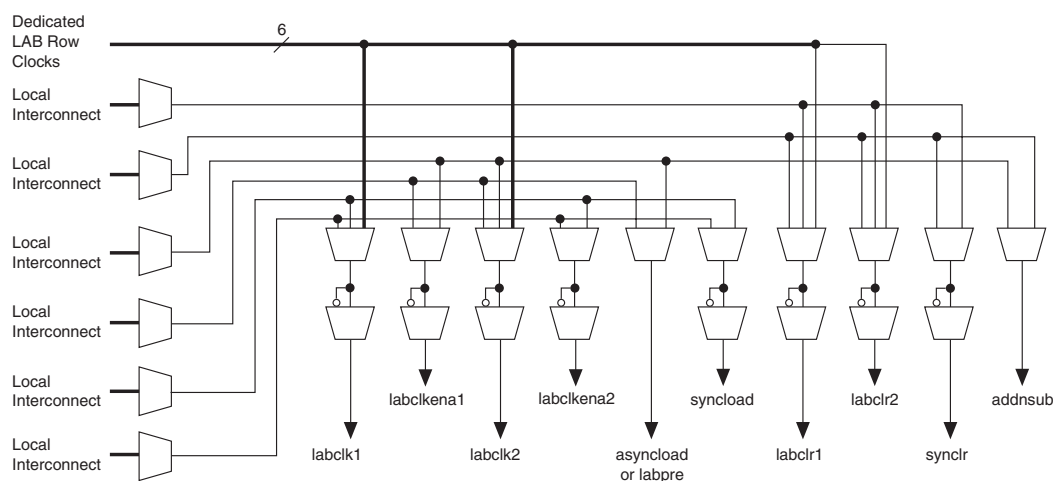 Dedicated
LAB Row
Clocks
6
Local
Interconnect
Local
Interconnect
Local
Interconnect
Local
Interconnect
Local
Interconnect
Local
Interconnect
labclkena1
labclkena2
syncload
labclr2
addnsub
labclk1
labclk2
asyncload
or labpre
labclr1
synclr